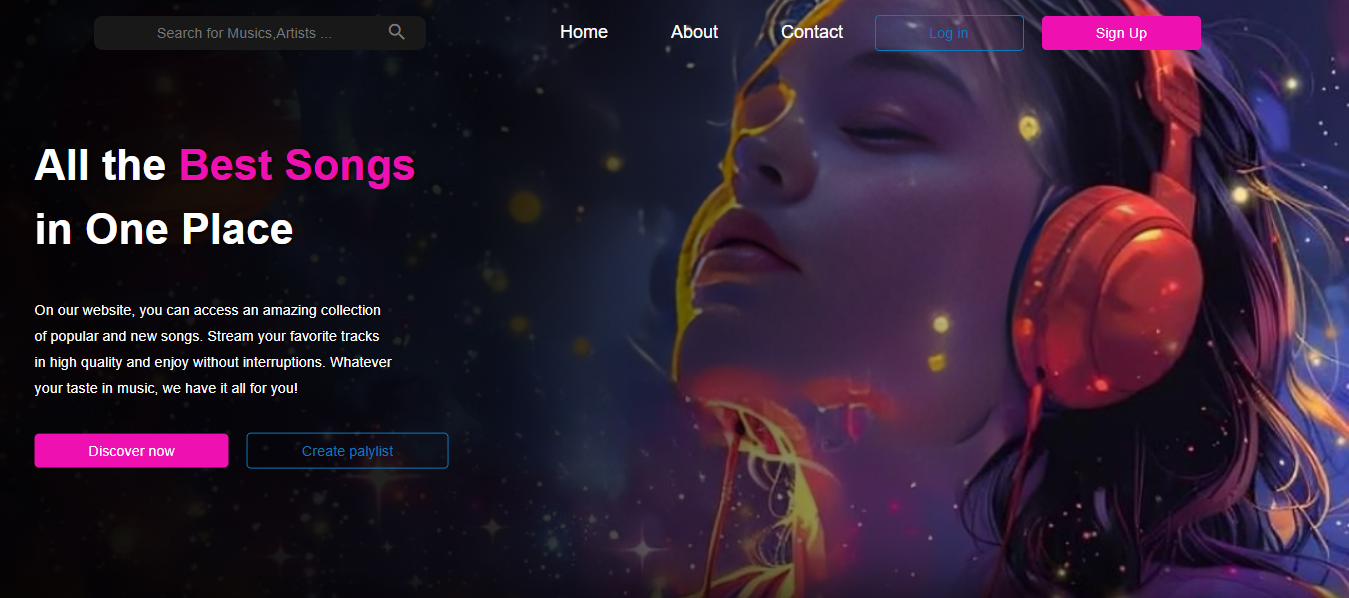 Search for Musics,Artists ...
Home
About
Contact
Log in
Sign Up
All the Best Songs
in One Place
On our website, you can access an amazing collection
of popular and new songs. Stream your favorite tracks
in high quality and enjoy without interruptions. Whatever
your taste in music, we have it all for you!
Discover now
Create palylist